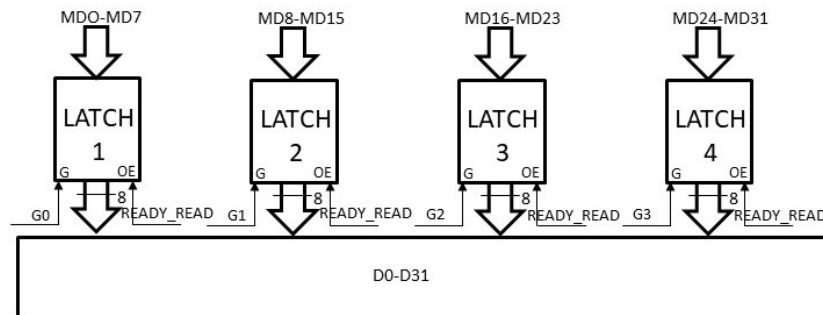 MDO-MD7 MD8-MD15 MD16-MD23 MD24-MD31
LATCH LATCH LATCH LATCH
1 2 3 4
G OE G OE G OE G OE
8 8 8 8
G0 READY_READ G1 READY_READ G2 READY_READ G3 READY_READ
D0-D31